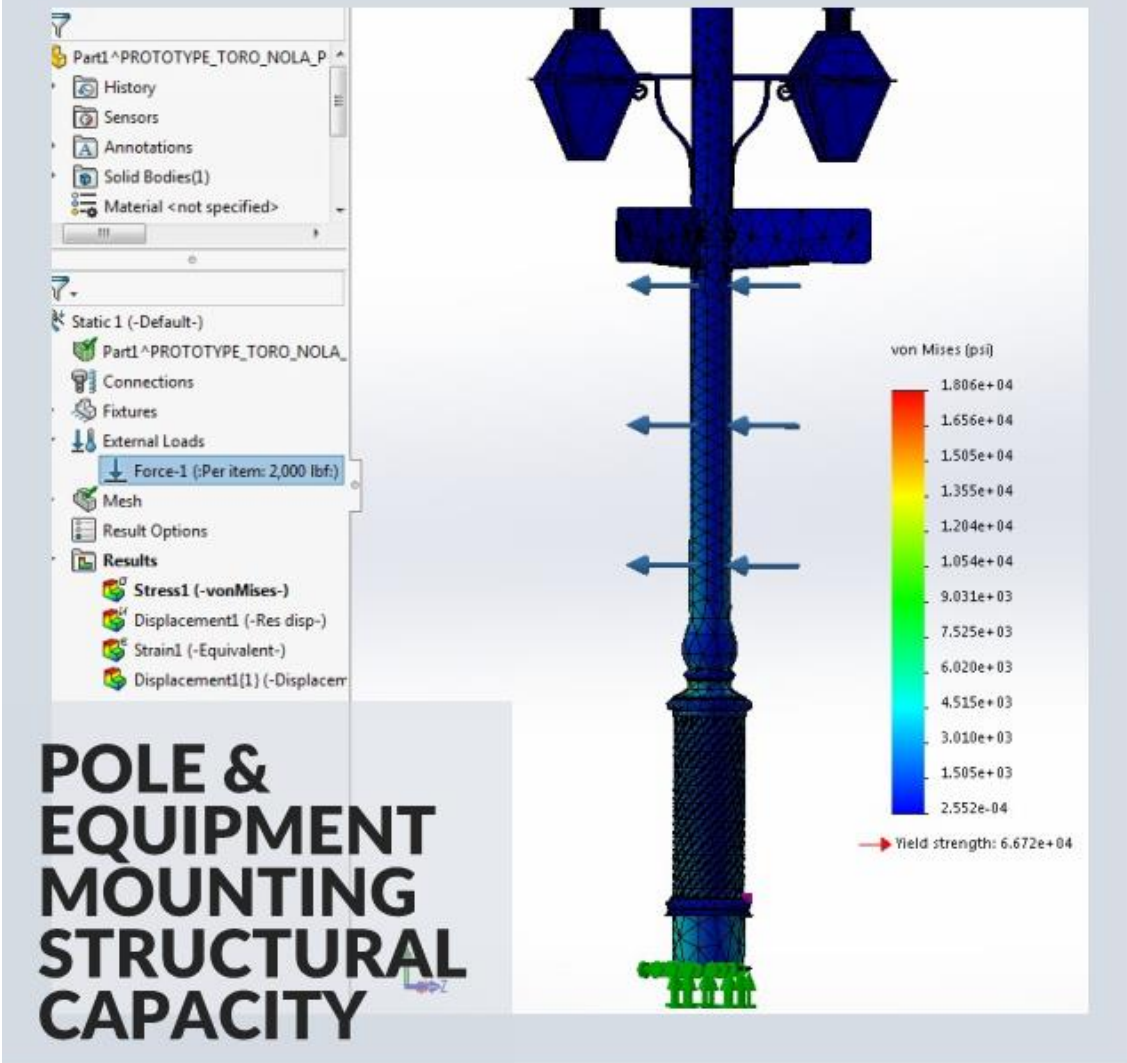 Part1^PROTOTYPE_TORO_NOLA_P
History
Sensors
Annotations
Solid Bodies(1)
Material <not specified>
Static 1 (-Default-)
Part1^PROTOTYPE_TORO_NOLA_
Connections
Fixtures
External Loads
Force-1 (:Per item: 2,000 lbf:)
Mesh
Result Options
Results
Stress1 (-vonMises-)
Displacement1 (-Res disp-)
Strain1 (-Equivalent-)
Displacement1{1} (-Displacem
von Mises (psi)
1.806e+04
1.656e+04
1.505e+04
1.355e+04
1.204e+04
1.054e+04
9.031e+03
7.525e+03
6.020e+03
4.515e+03
3.010e+03
1.505e+03
2.552e-04
Yield strength: 6.672e+04
POLE &
EQUIPMENT
MOUNTING
STRUCTURAL
CAPACITY
Z